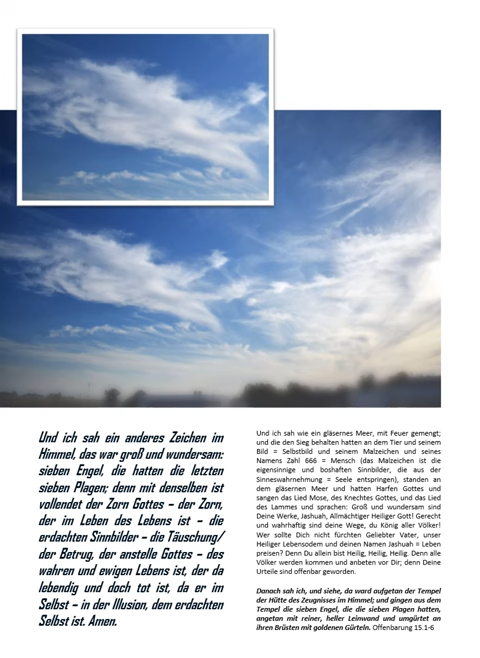 Und ich sah ein anderes Zeichen im
Himmel, das war groß und wundersam:
sieben Engel, die hatten die letzten
sieben Plagen; denn mit denselben ist
vollendet der Zorn Gottes – der Zorn,
der im Leben des Lebens ist – die
erdachten Sinnbilder – die Täuschung/
der Betrug, der anstelle Gottes – des
wahren und ewigen Lebens ist, der da
lebendig und doch tot ist, da er im
Selbst – in der Illusion, dem erdachten
Selbst ist. Amen.
Und ich sah wie ein gläsernes Meer, mit Feuer gemengt;
und die den Sieg behalten hatten an dem Tier und seinem
Bild = Selbstbild und seinem Malzeichen und seines
Namens Zahl 666 = Mensch (das Malzeichen ist die
eigensinnige und boshaften Sinnbilder, die aus der
Sinneswahrnehmung = Seele entspringen), standen an
dem gläsernen Meer und hatten Harfen Gottes und
sangen das Lied Mose, des Knechtes Gottes, und das Lied
des Lammes und sprachen: Groß und wundersam sind
Deine Werke, Jashuah, Allmächtiger Heiliger Gott! Gerecht
und wahrhaftig sind deine Wege, du König aller Völker!
Wer sollte Dich nicht fürchten Geliebter Vater, unser
Heiliger Lebensodem und deinen Namen Jashuah = Leben
preisen? Denn Du allein bist Heilig, Heilig, Heilig. Denn alle
Völker werden kommen und anbeten vor Dir; denn Deine
Urteile sind offenbar geworden.
Danach sah ich, und siehe, da ward aufgetan der Tempel
der Hütte des Zeugnisses im Himmel; und gingen aus dem
Tempel die sieben Engel, die die sieben Plagen hatten,
angetan mit reiner, heller Leinwand und umgürtet an
ihren Brüsten mit goldenen Gürteln. Offenbarung 15.1-6